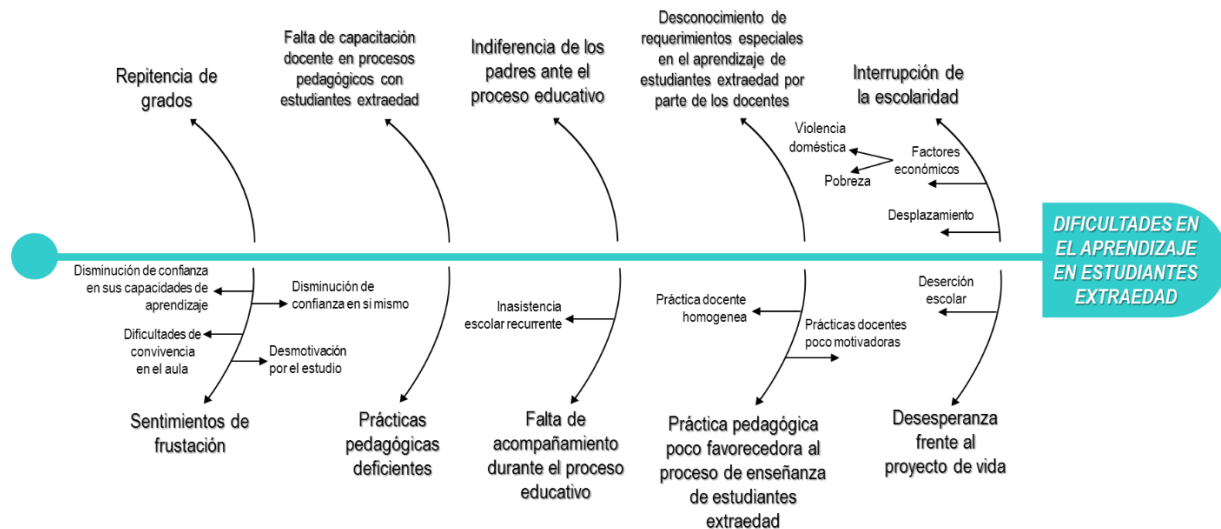 Repitencia de
grados
Falta de capacitación
docente en procesos
pedagógicos con
estudiantes extraedad
Indiferencia de los
padres ante el
proceso educativo
Desconocimiento de
requerimientos especiales
en el aprendizaje de
estudiantes extraedad por
parte de los docentes
Interrupción de
la escolaridad
Violencia
doméstica
Pobreza
Factores
económicos
Desplazamiento
DIFICULTADES EN
EL APRENDIZAJE
EN ESTUDIANTES
EXTRAEDAD
Disminución de confianza
en sus capacidades de
aprendizaje
Disminución de
confianza en si mismo
Dificultades de
convivencia
en el aula
Desmotivación
por el estudio
Sentimientos de
frustación
Prácticas
pedagógicas
deficientes
Inasistencia
escolar recurrente
Falta de
acompañamiento
durante el proceso
educativo
Práctica docente
homogenea
Prácticas docentes
poco motivadoras
Práctica pedagógica
poco favorecedora al
proceso de enseñanza
de estudiantes
extraedad
Deserción
escolar
Desesperanza
frente al
proyecto de vida